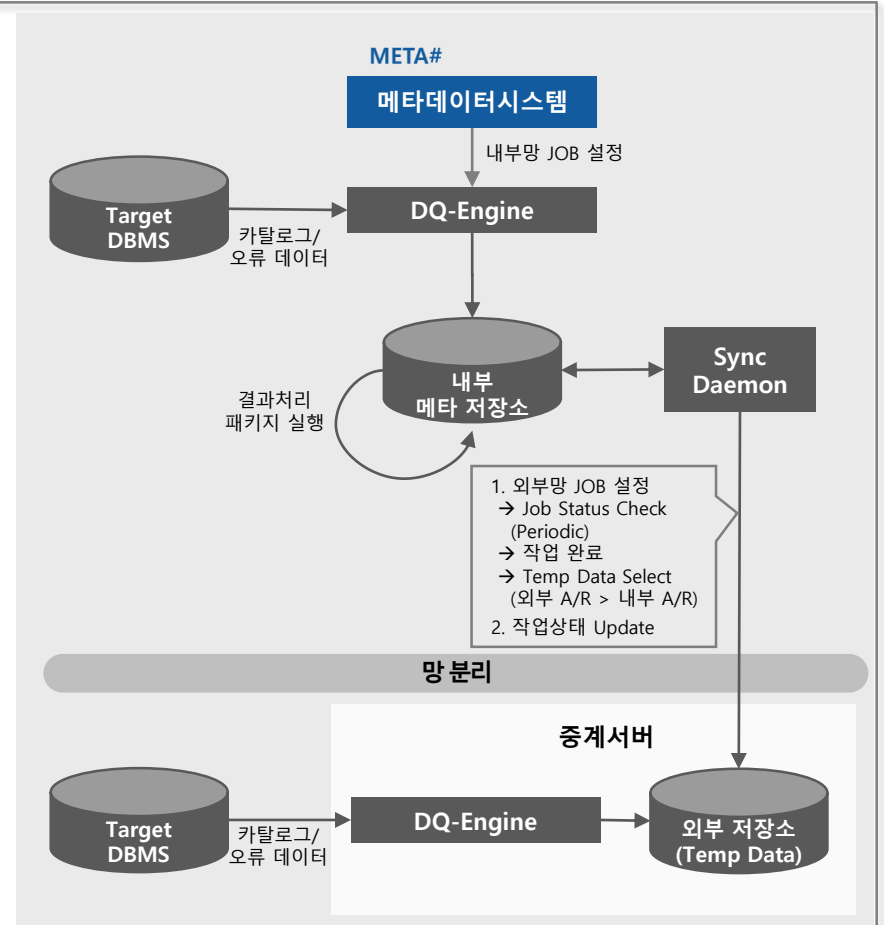 META#
메타데이터시스템
내부망 JOB 설정
Target
DBMS
카탈로그/
오류 데이터
DQ-Engine
내부
메타 저장소
Sync
Daemon
결과처리
패키지 실행
1. 외부망 JOB 설정
→ Job Status Check
(Periodic)
→ 작업 완료
→ Temp Data Select
(외부 A/R > 내부 A/R)
2. 작업상태 Update
망 분리
중계서버
Target
DBMS
카탈로그/
오류 데이터
DQ-Engine
외부 저장소
(Temp Data)